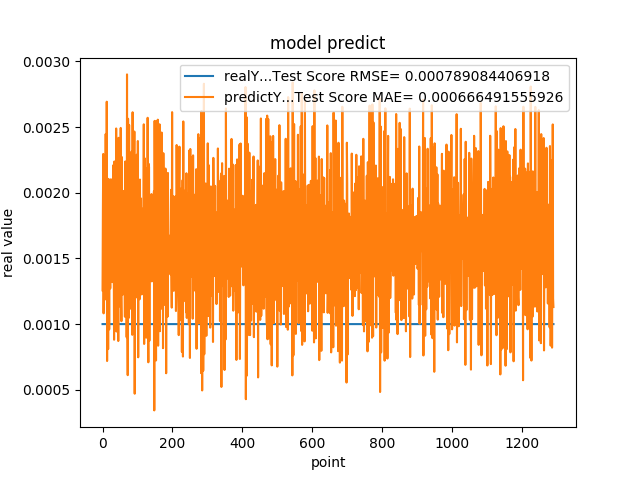 model predict
realY...Test Score RMSE= 0.000789084406918
predictY...Test Score MAE= 0.000666491555926
0.0030
0.0025
0.0020
0.0015
0.0010
0.0005
real value
0 200 400 600 800 1000 1200
point